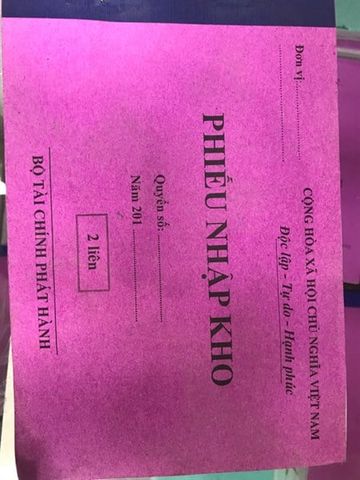 CỘNG HÒA XÃ HỘI CHỦ NGHĨA VIỆT NAM
Độc lập - Tự do - Hạnh phúc
Đơn vị:........................
PHIẾU NHẬP KHO
Quyển số: ....................
Năm 201 ....................
2 liên
BỘ TÀI CHÍNH PHÁT HÀNH